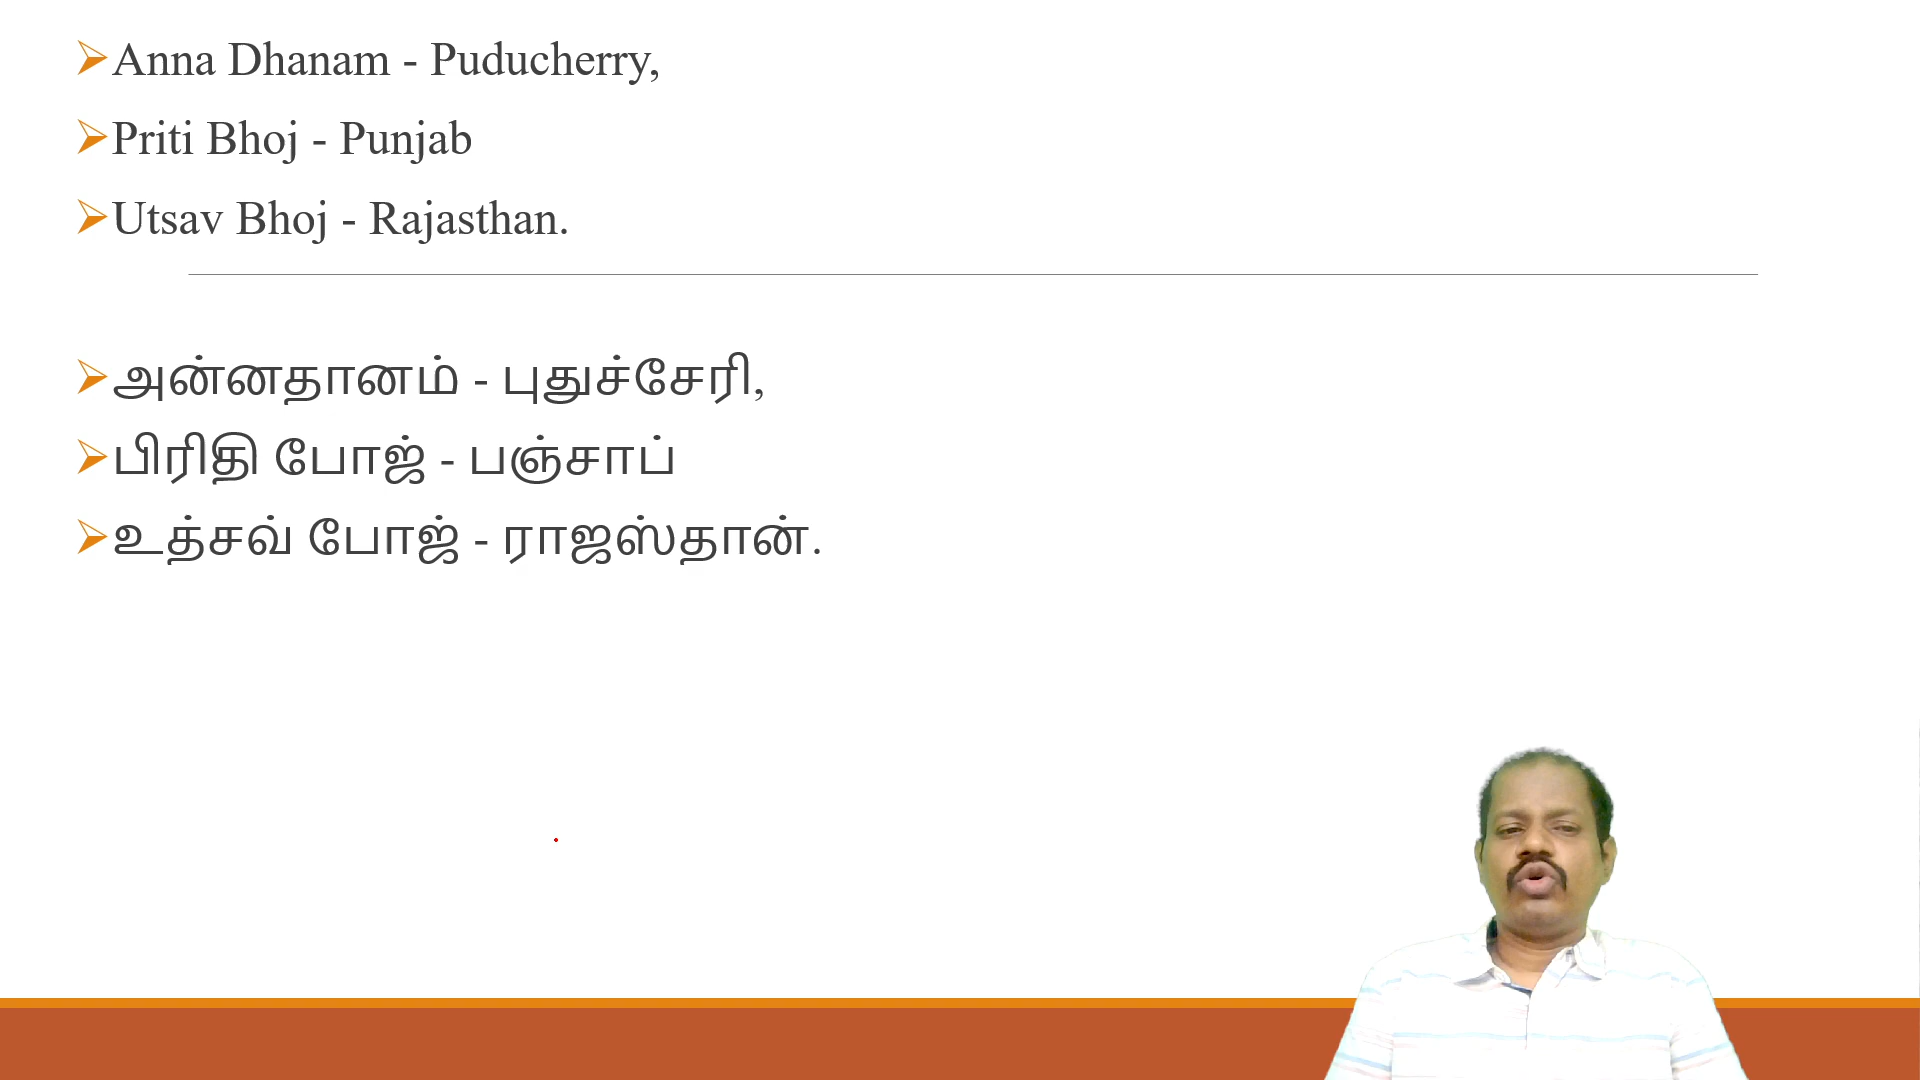 Anna Dhanam - Puducherry,
Priti Bhoj - Punjab
Utsav Bhoj - Rajasthan.
அன்னதானம் - புதுச்சேரி,
பிரிதி போஜ் - பஞ்சாப்
உத்சவ் போஜ் - ராஜஸ்தான்.